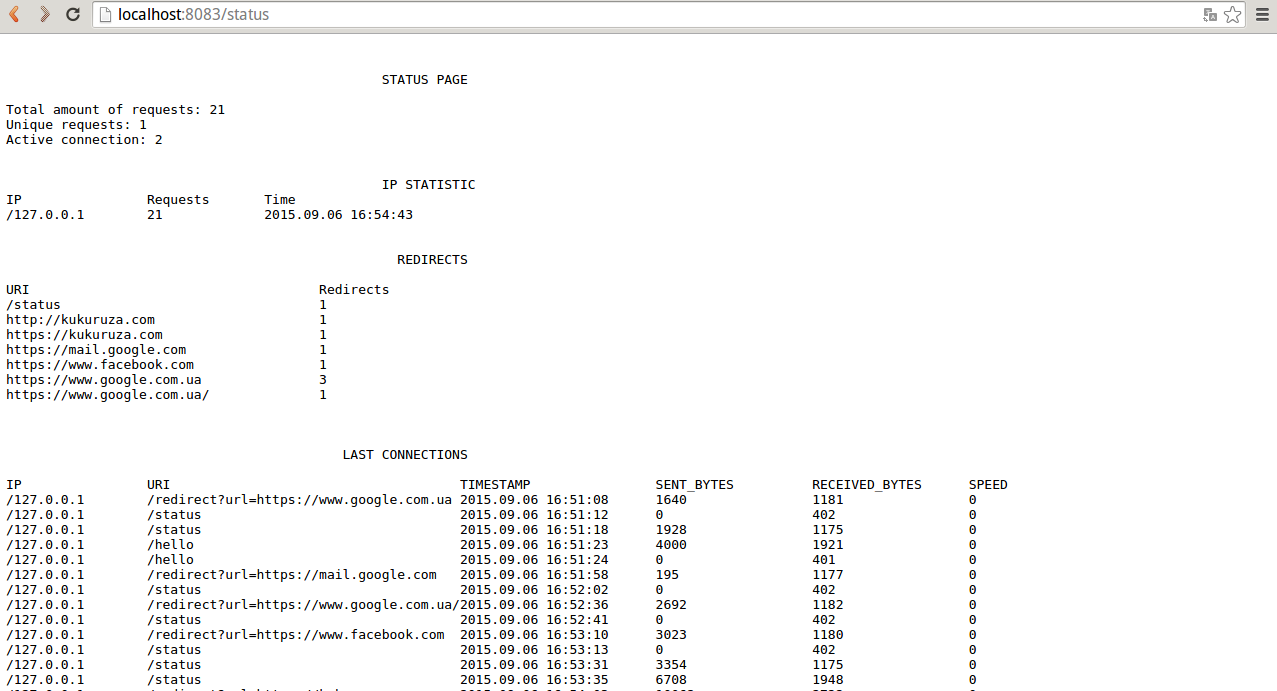 localhost:8083/status
STATUS PAGE
Total amount of requests: 21
Unique requests: 1
Active connection: 2
IP STATISTIC
IP Requests Time
/127.0.0.1 21 2015.09.06 16:54:43
REDIRECTS
URI Redirects
/status 1
http://kukuruza.com 1
https://kukuruza.com 1
https://mail.google.com 1
https://www.facebook.com 1
https://www.google.com.ua 3
https://www.google.com.ua/ 1
LAST CONNECTIONS
IP URI TIMESTAMP SENT_BYTES RECEIVED_BYTES SPEED
/127.0.0.1 /redirect?url=https://www.google.com.ua 2015.09.06 16:51:08 1640 1181 0
/127.0.0.1 /status 2015.09.06 16:51:12 0 402 0
/127.0.0.1 /status 2015.09.06 16:51:18 1928 1175 0
/127.0.0.1 /hello 2015.09.06 16:51:23 4000 1921 0
/127.0.0.1 /hello 2015.09.06 16:51:24 0 401 0
/127.0.0.1 /redirect?url=https://mail.google.com 2015.09.06 16:51:58 195 1177 0
/127.0.0.1 /status 2015.09.06 16:52:02 0 402 0
/127.0.0.1 /redirect?url=https://www.google.com.ua/2015.09.06 16:52:36 2692 1182 0
/127.0.0.1 /status 2015.09.06 16:52:41 0 402 0
/127.0.0.1 /redirect?url=https://www.facebook.com 2015.09.06 16:53:10 3023 1180 0
/127.0.0.1 /status 2015.09.06 16:53:13 0 402 0
/127.0.0.1 /status 2015.09.06 16:53:31 3354 1175 0
/127.0.0.1 /status 2015.09.06 16:53:35 6708 1948 0